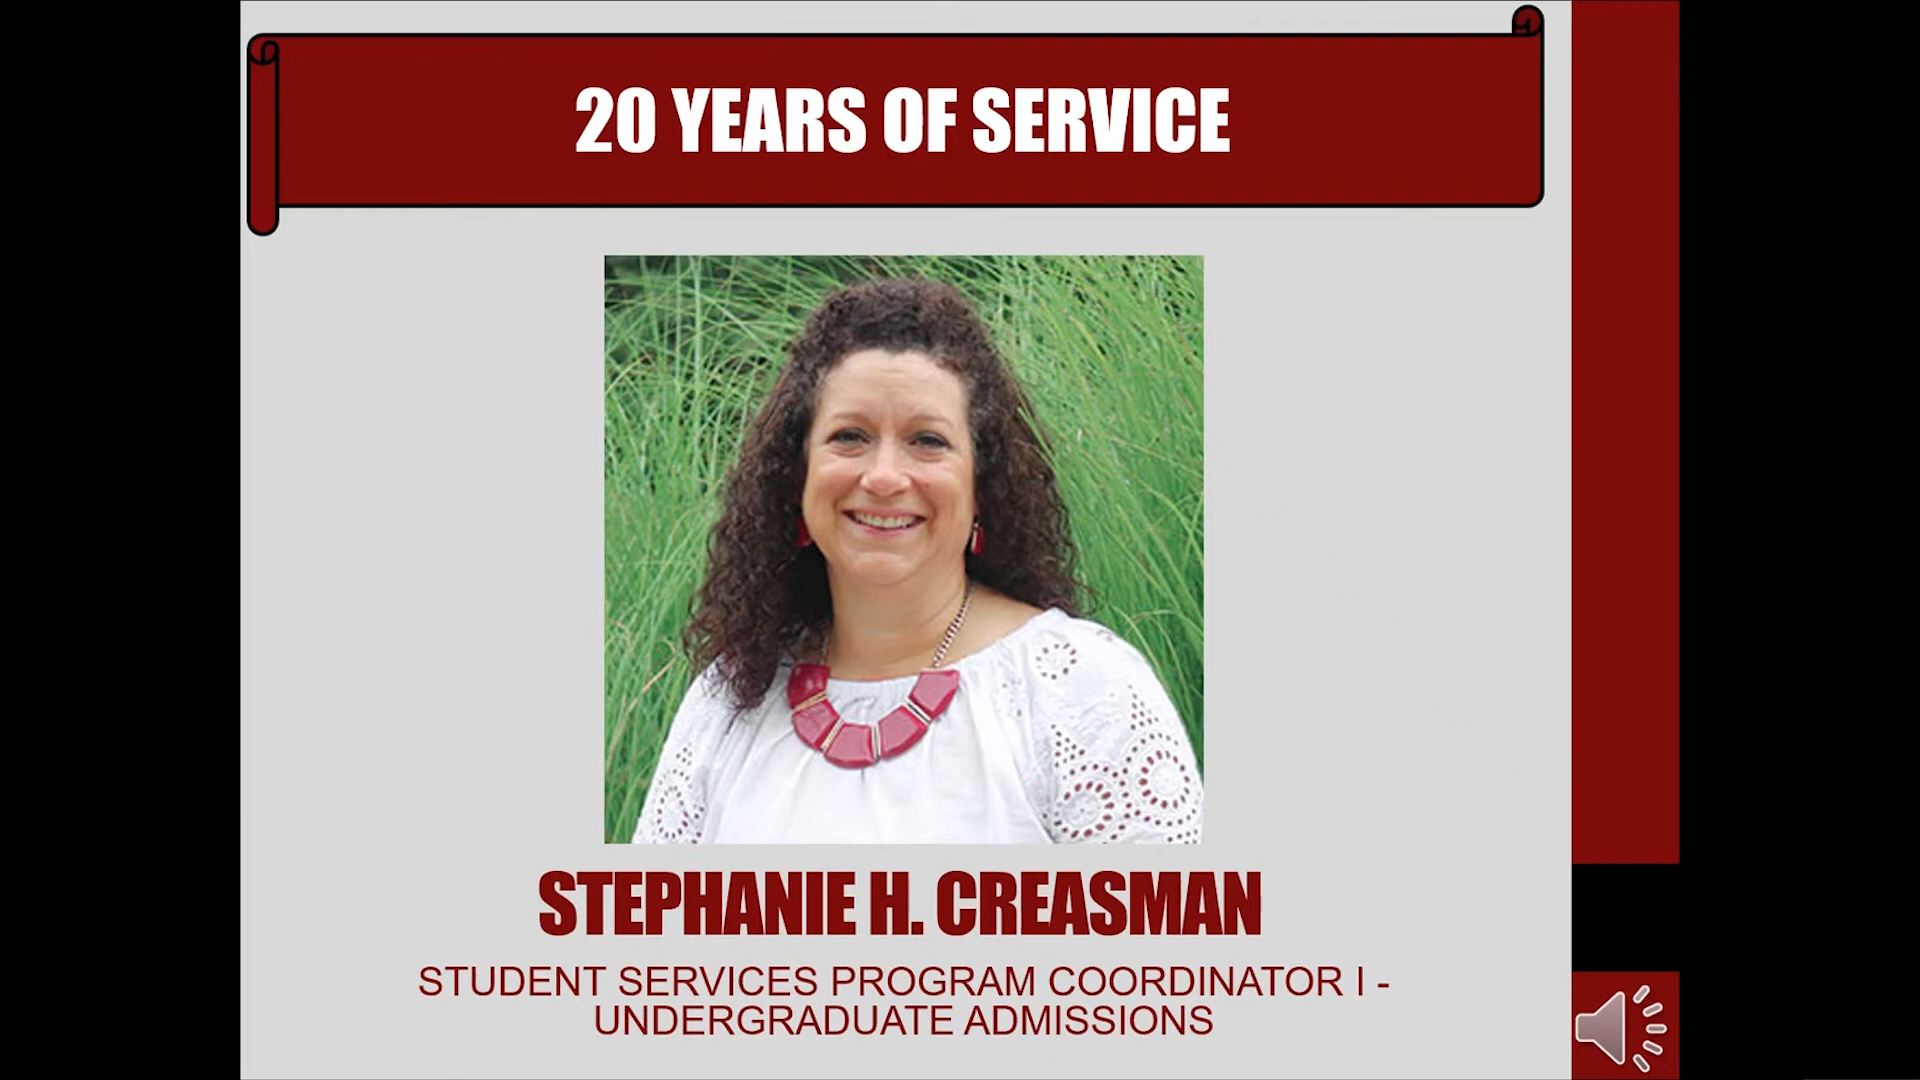 20 YEARS OF SERVICE
STEPHANIE H. CREASMAN
STUDENT SERVICES PROGRAM COORDINATOR I -
UNDERGRADUATE ADMISSIONS